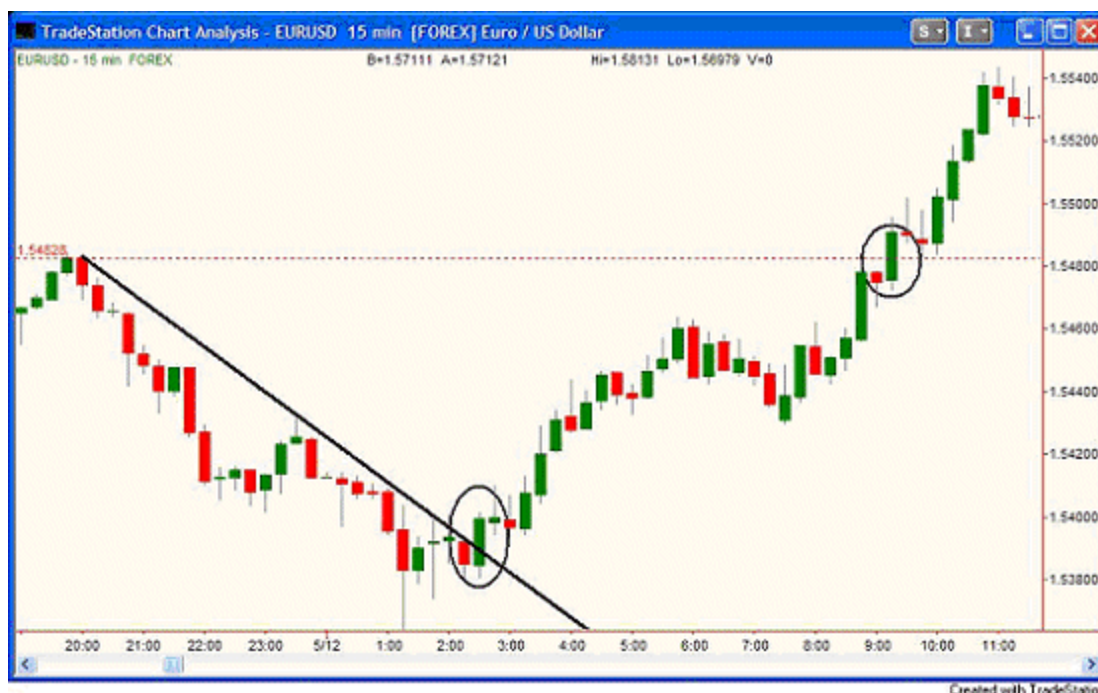 TradeStation Chart Analysis - EURUSD 15 min [FOREX] Euro / US Dollar
S I
EURUSD - 15 min FOREX B=1.57111 A=1.57121 Hi=1.58131 Lo=1.56979 V=0
1.55400
1.55200
1.55000
1.54828
1.54800
1.54600
1.54400
1.54200
1.54000
1.53800
20:00 21:00 22:00 23:00 5/12 1:00 2:00 3:00 4:00 5:00 6:00 7:00 8:00 9:00 10:00 11:00
Created with TradeStatio